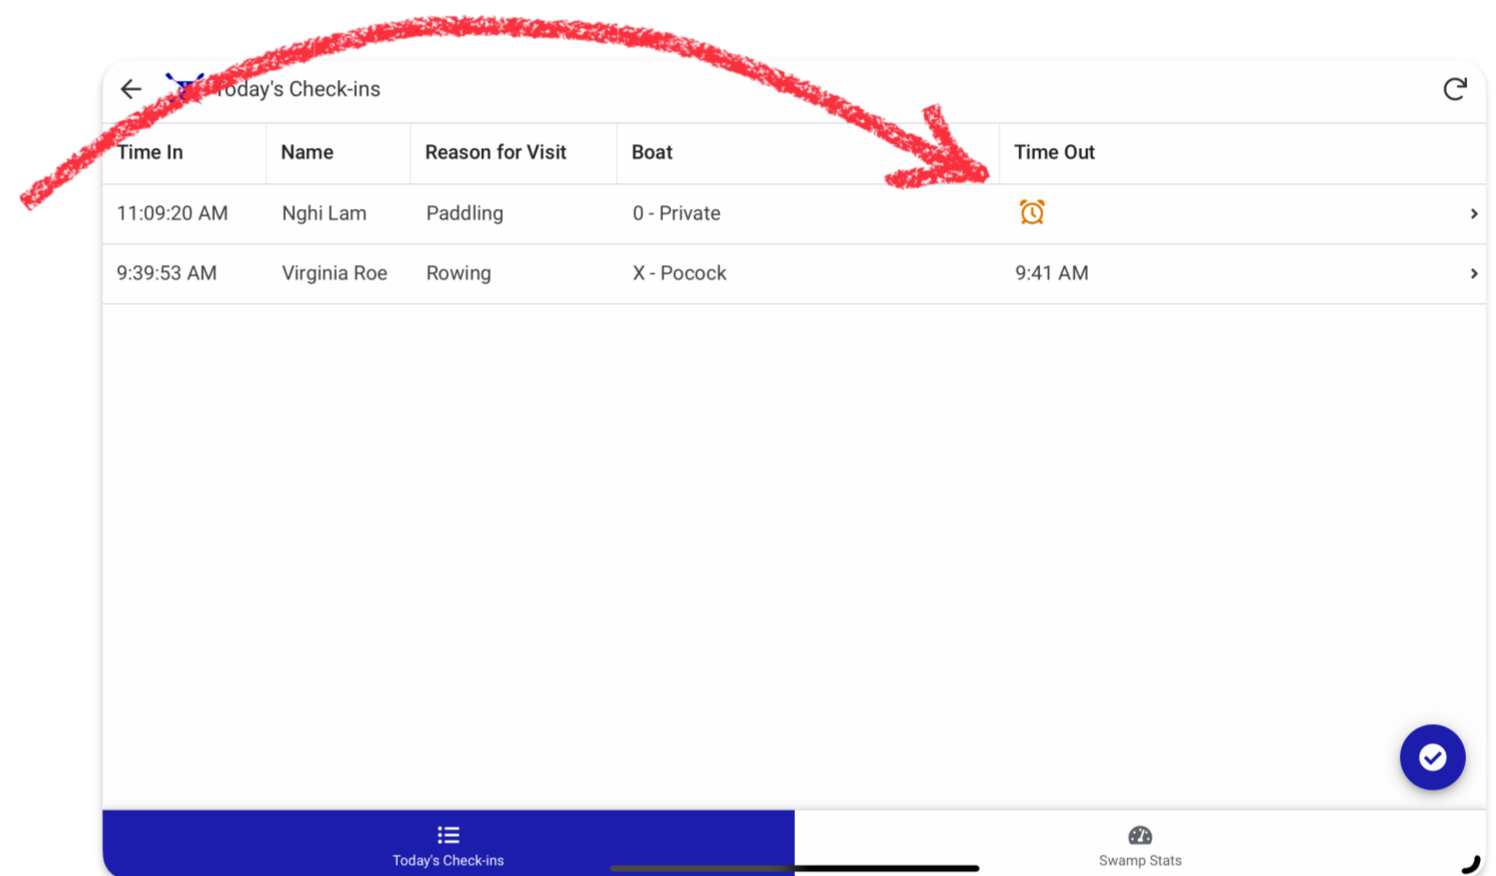 Today's Check-ins
Time In Name Reason for Visit Boat Time Out
11:09:20 AM Nghi Lam Paddling 0 - Private
9:39:53 AM Virginia Roe Rowing X - Pocock 9:41 AM
Today's Check-ins Swamp Stats